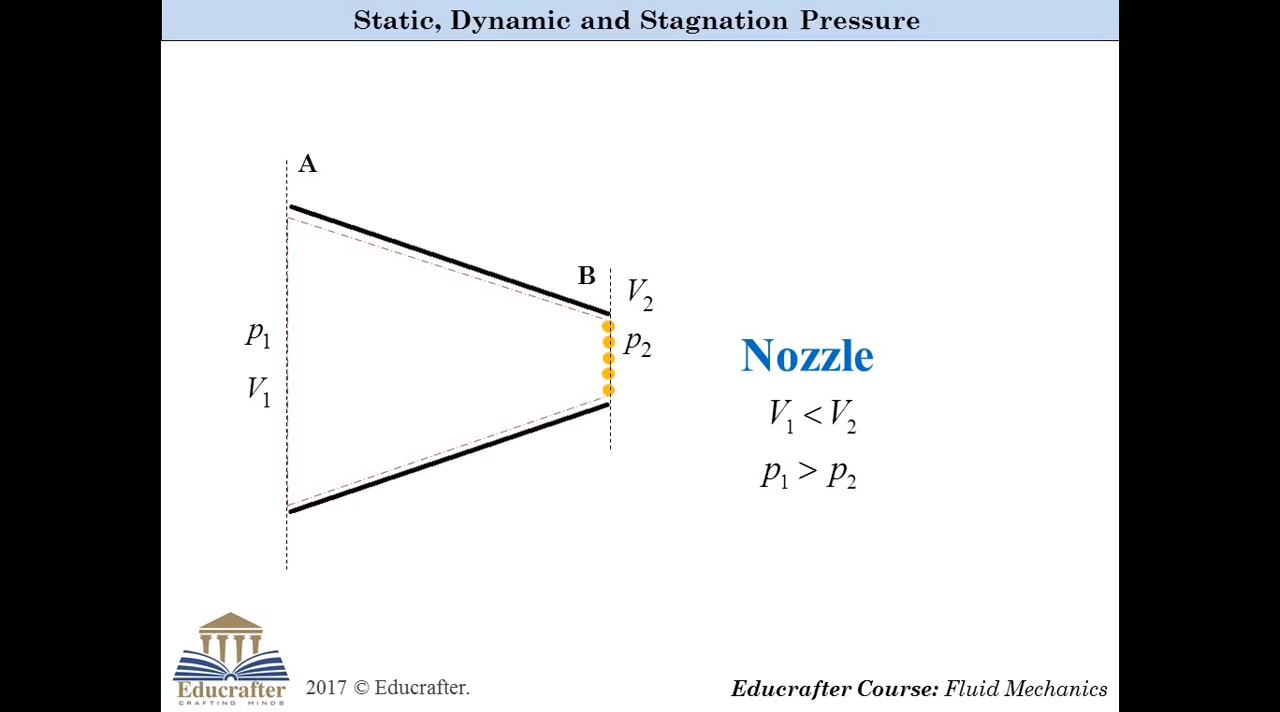 Static, Dynamic and Stagnation Pressure
A
B
V₂
p₁
p₂
V₁
Nozzle
V₁ < V₂
p₁ > p₂
Educrafter
CRAFTING MINDS
2017 © Educrafter.
Educrafter Course: Fluid Mechanics